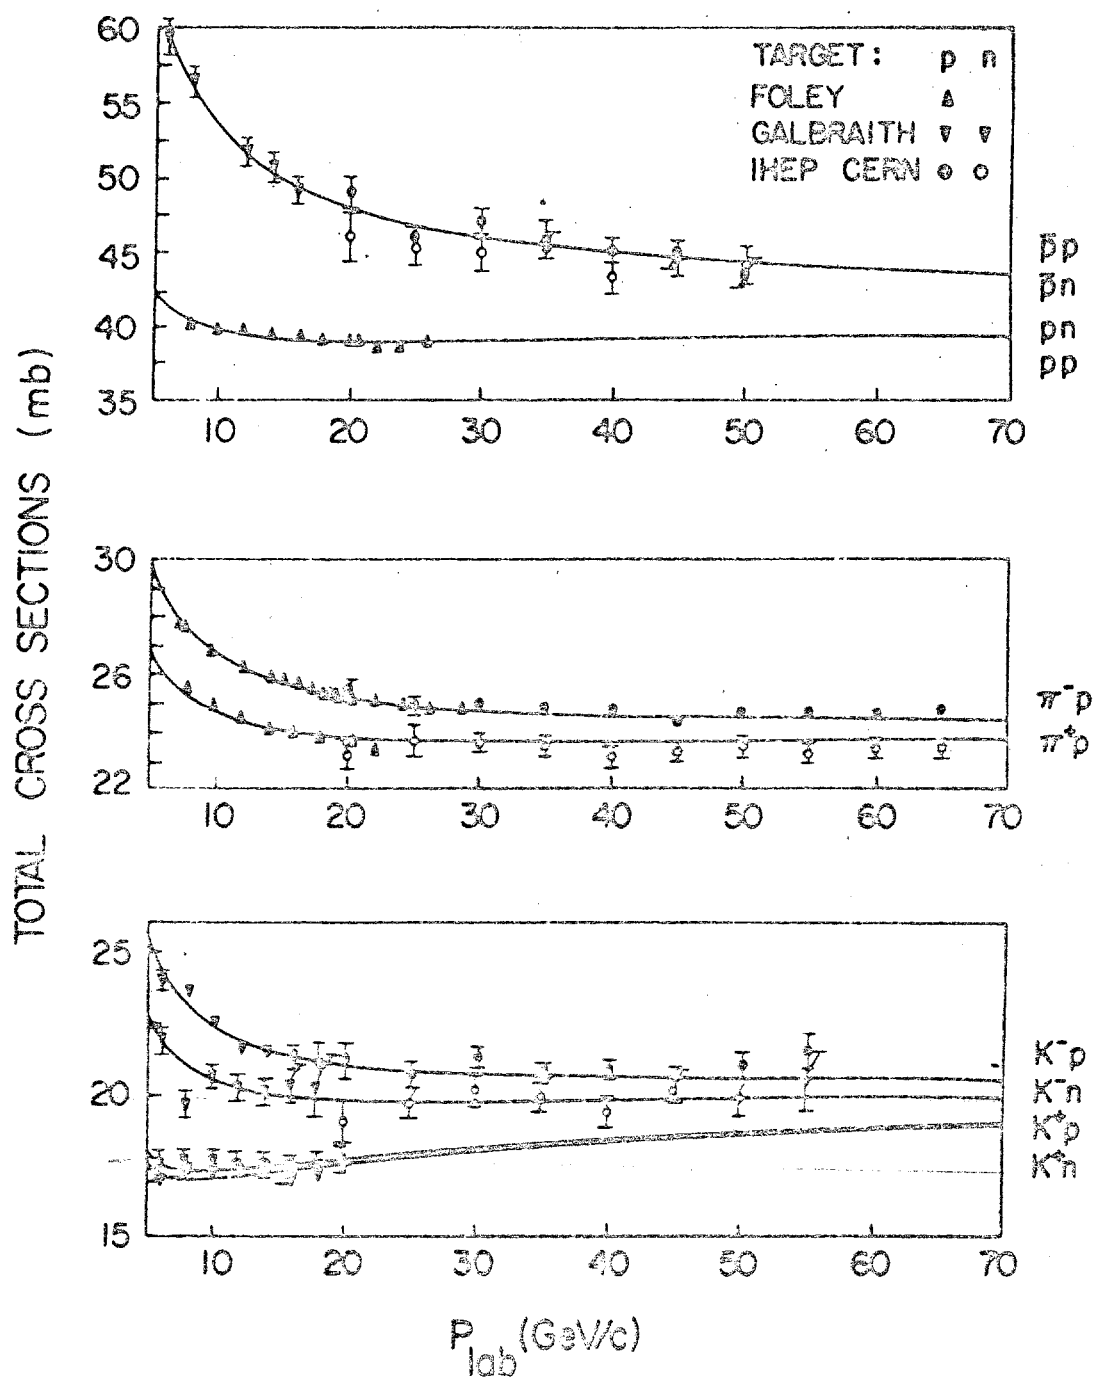 TOTAL CROSS SECTIONS (mb)
60
55
50
45
40
35
TARGET: p n
FOLEY
GALBRAITH
IHEP CERN
p̄p
p̄n
pn
pp
10 20 30 40 50 60 70
30
26
22
π⁻p
π⁺p
10 20 30 40 50 60 70
25
20
15
K⁻p
K⁻n
K⁺p
K⁺n
10 20 30 40 50 60 70
P lab (GeV/c)